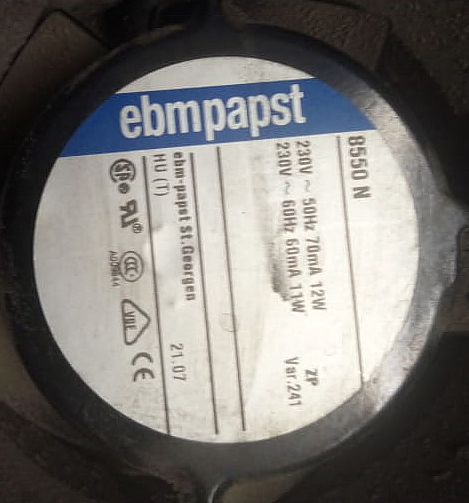 ebmpapst
8550 N
230V ~ 50Hz 70mA 12W ZP
230V ~ 60Hz 60mA 11W Var.241
ebm-papst St.Georgen
HU (T) 21.07
VDE CE